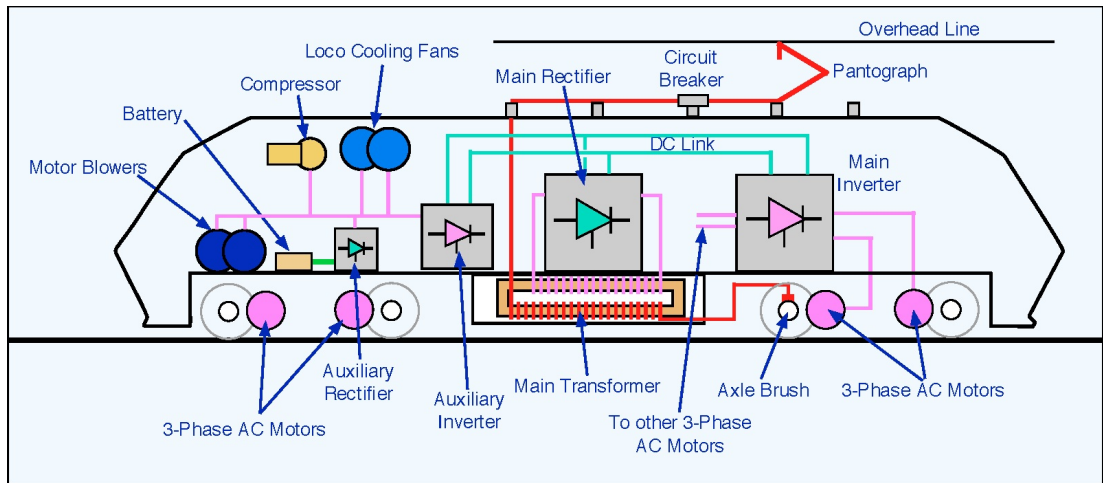 Overhead Line
Loco Cooling Fans
Circuit
Breaker
Main Rectifier
Pantograph
Compressor
Battery
DC Link
Main
Inverter
Motor Blowers
Auxiliary
Rectifier
Main Transformer
Axle Brush
3-Phase AC Motors
Auxiliary
Inverter
To other 3-Phase
AC Motors
3-Phase AC Motors